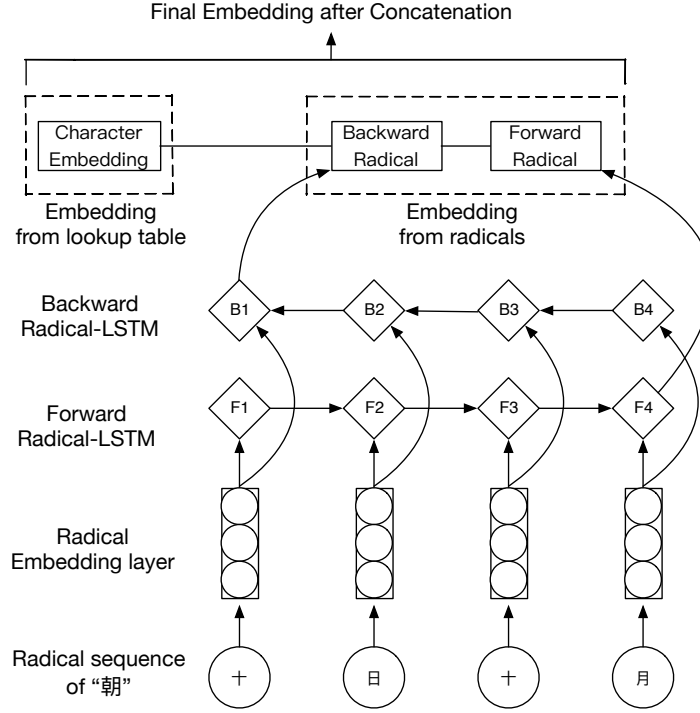 Final Embedding after Concatenation
Character
Embedding
Backward
Radical
Forward
Radical
Embedding
from lookup table
Embedding
from radicals
Backward
Radical-LSTM
B1 B2 B3 B4
Forward
Radical-LSTM
F1 F2 F3 F4
Radical
Embedding layer
Radical sequence
of “朝”
十 日 十 月